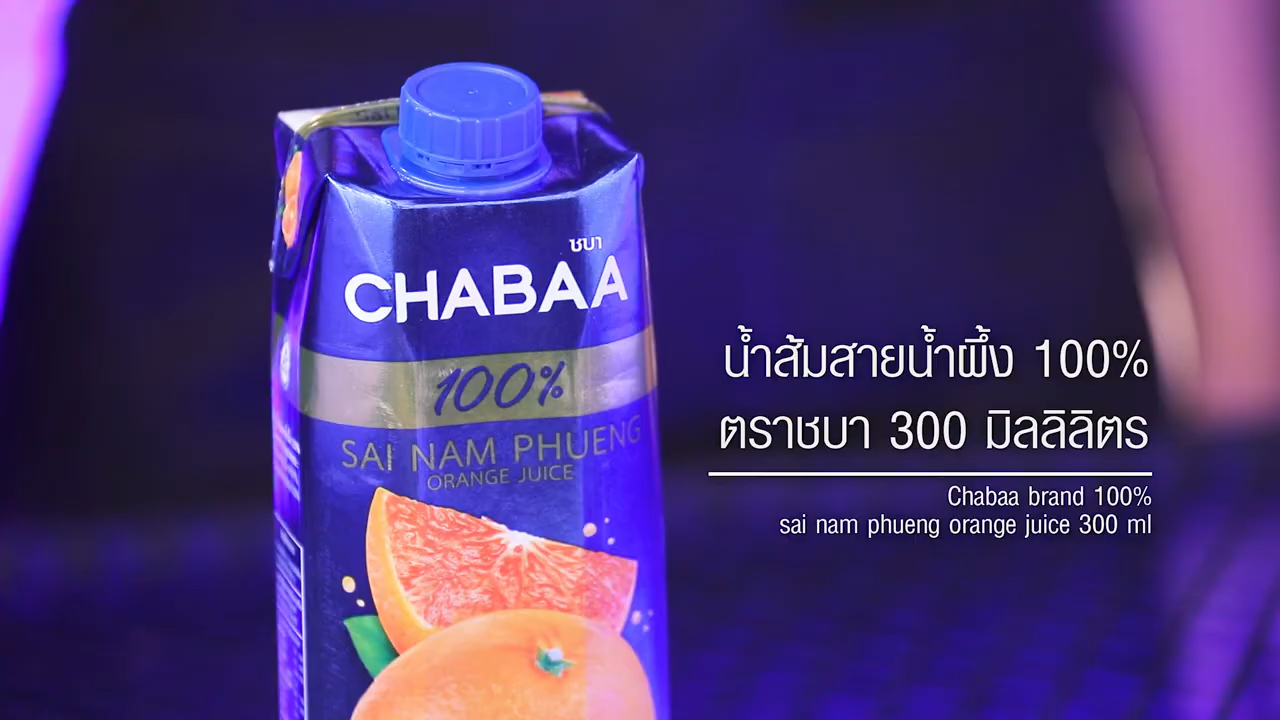 ชบา
CHABAA
100%
SAI NAM PHUENG
ORANGE JUICE
น้ำส้มสายน้ำผึ้ง 100%
ตราชบา 300 มิลลิลิตร
Chabaa brand 100%
sai nam phueng orange juice 300 ml